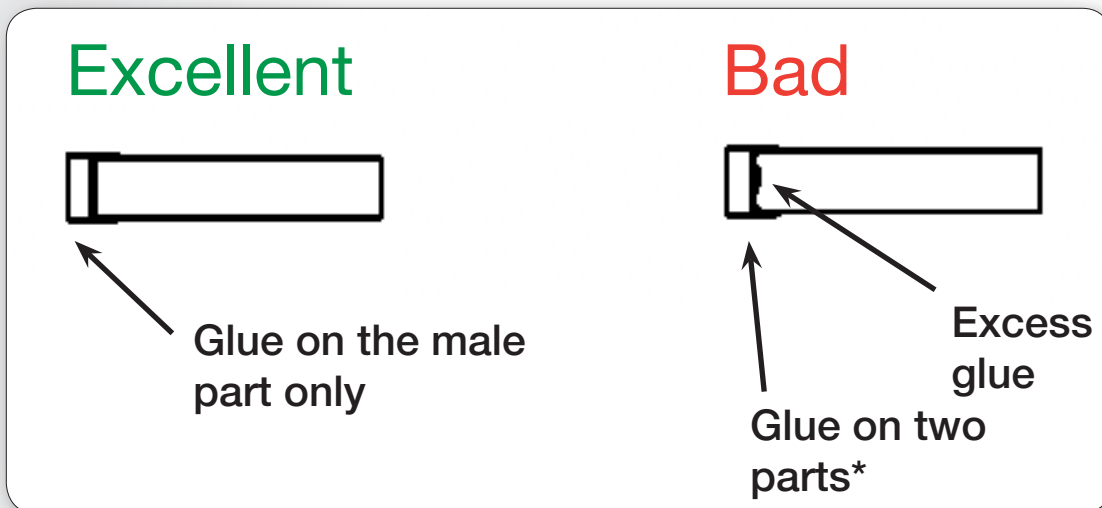 Excellent
Glue on the male
part only
Bad
Excess
glue
Glue on two
parts*